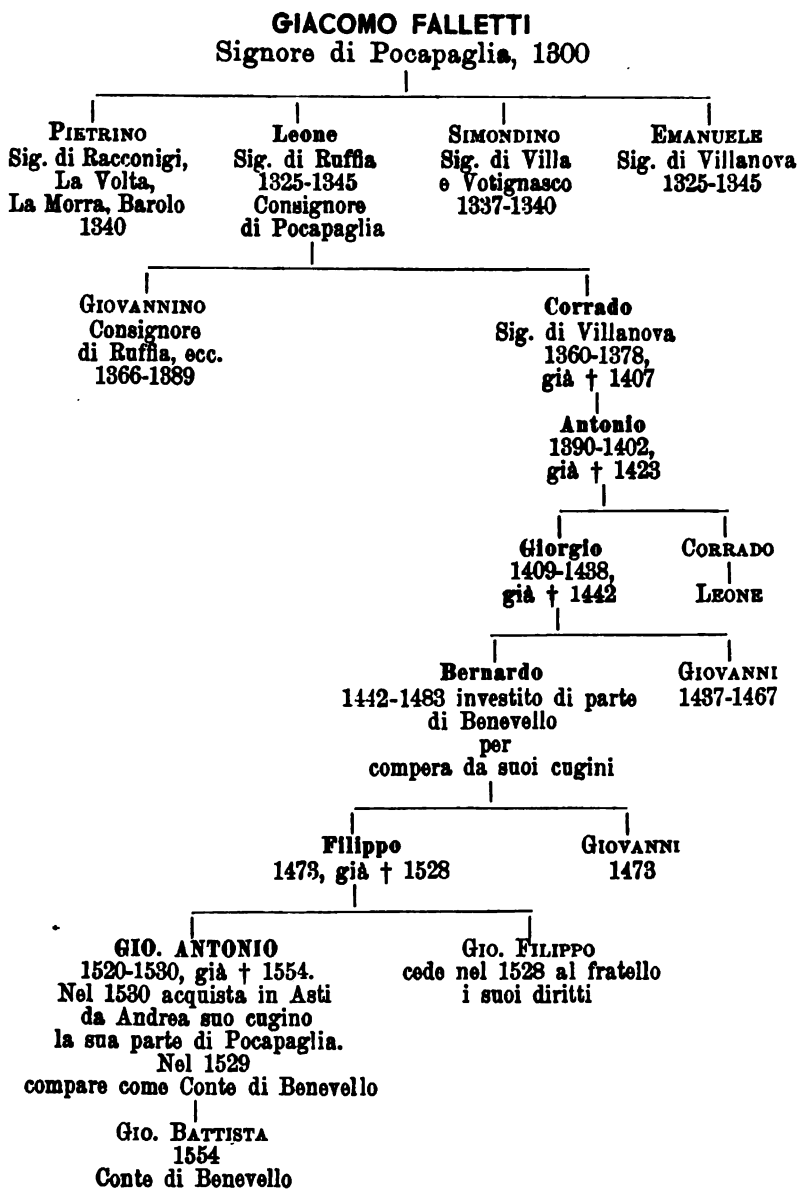 GIACOMO FALLETTI
Signore di Pocapaglia, 1300
PIETRINO
Sig. di Racconigi,
La Volta,
La Morra, Barolo
1340
Leone
Sig. di Ruffia
1325-1345
Consignore
di Pocapaglia
SIMONDINO
Sig. di Villa
e Votignasco
1337-1340
EMANUELE
Sig. di Villanova
1325-1345
GIOVANNINO
Consignore
di Ruffia, ecc.
1366-1389
Corrado
Sig. di Villanova
1360-1378,
già † 1407
Antonio
1390-1402,
già † 1423
Giorgio
1409-1438,
già † 1442
CORRADO
LEONE
Bernardo
1442-1483 investito di parte
di Benevello
per
compera da suoi cugini
GIOVANNI
1437-1467
Filippo
1473, già † 1528
GIOVANNI
1473
GIO. ANTONIO
1520-1530, già † 1554.
Nel 1530 acquista in Asti
da Andrea suo cugino
la sua parte di Pocapaglia.
Nel 1529
compare come Conte di Benevello
GIO. FILIPPO
cede nel 1528 al fratello
i suoi diritti
GIO. BATTISTA
1554
Conte di Benevello